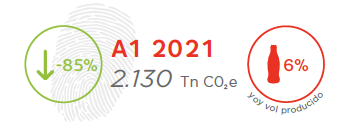 -85%
A1 2021
2.130 Tn CO₂e
6%
yoy vol producido